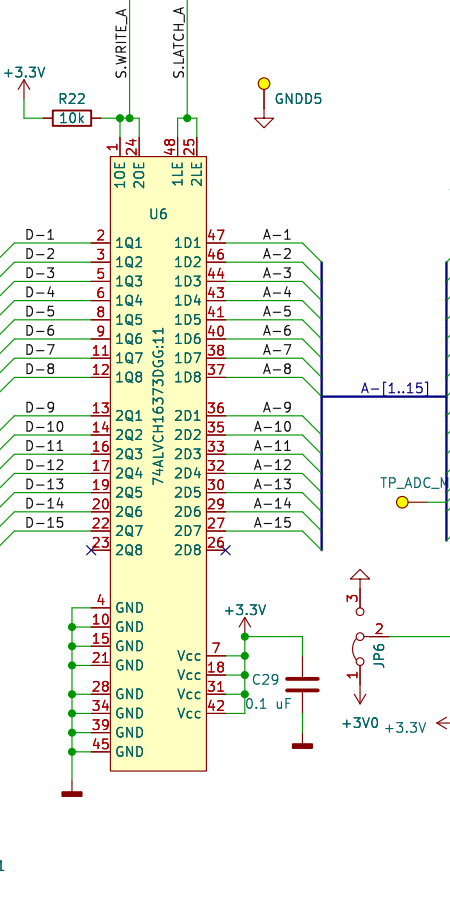 S.WRITE_A
S.LATCH_A
+3.3V
R22
10k
GNDD5
1
24
48
25
1OE
2OE
1LE
2LE
U6
74ALVCH16373DGG:11
D-1 2 1Q1 1D1 47 A-1
D-2 3 1Q2 1D2 46 A-2
D-3 5 1Q3 1D3 44 A-3
D-4 6 1Q4 1D4 43 A-4
D-5 8 1Q5 1D5 41 A-5
D-6 9 1Q6 1D6 40 A-6
D-7 11 1Q7 1D7 38 A-7
D-8 12 1Q8 1D8 37 A-8
A-[1..15]
D-9 13 2Q1 2D1 36 A-9
D-10 14 2Q2 2D2 35 A-10
D-11 16 2Q3 2D3 33 A-11
D-12 17 2Q4 2D4 32 A-12
D-13 19 2Q5 2D5 30 A-13
D-14 20 2Q6 2D6 29 A-14
D-15 22 2Q7 2D7 27 A-15
23 2Q8 2D8 26
TP_ADC_
4 GND
10 GND
15 GND
21 GND
28 GND
34 GND
39 GND
45 GND
+3.3V
Vcc 7
Vcc 18
Vcc 31
Vcc 42
C29
0.1 uF
3
2
1
JP6
+3V0
+3.3V
1